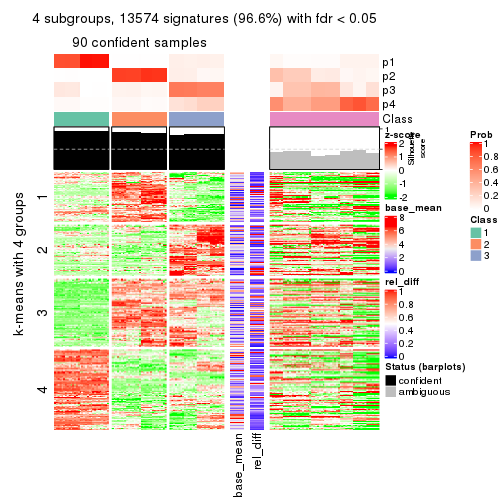 4 subgroups, 13574 signatures (96.6%) with fdr < 0.05
90 confident samples
p1
p2
p3
p4
Class
1
Silhouette
score
k-means with 4 groups
1
2
3
4
base_mean
rel_diff
z-score
2
1
0
-1
-2
base_mean
8
6
4
2
0
rel_diff
1
0.8
0.6
0.4
0.2
0
Status (barplots)
confident
ambiguous
Prob
1
0.8
0.6
0.4
0.2
0
Class
1
2
3